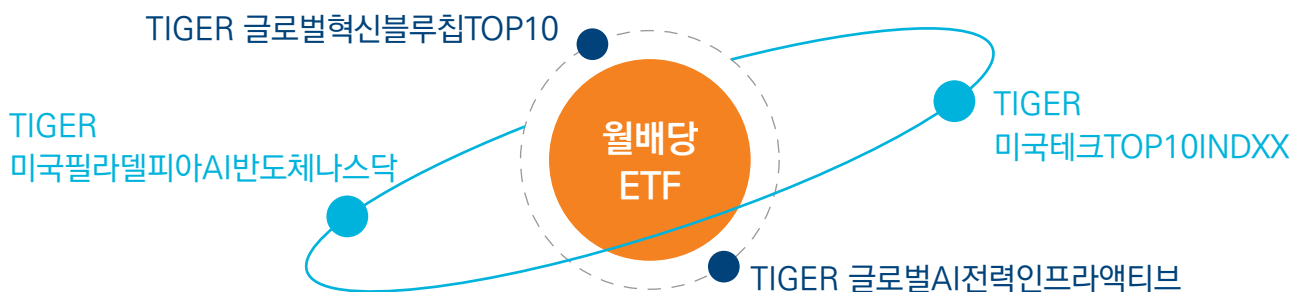 TIGER 글로벌혁신블루칩TOP10
TIGER
미국필라델피아AI반도체나스닥
월배당
ETF
TIGER
미국테크TOP10INDXX
TIGER 글로벌AI전력인프라액티브